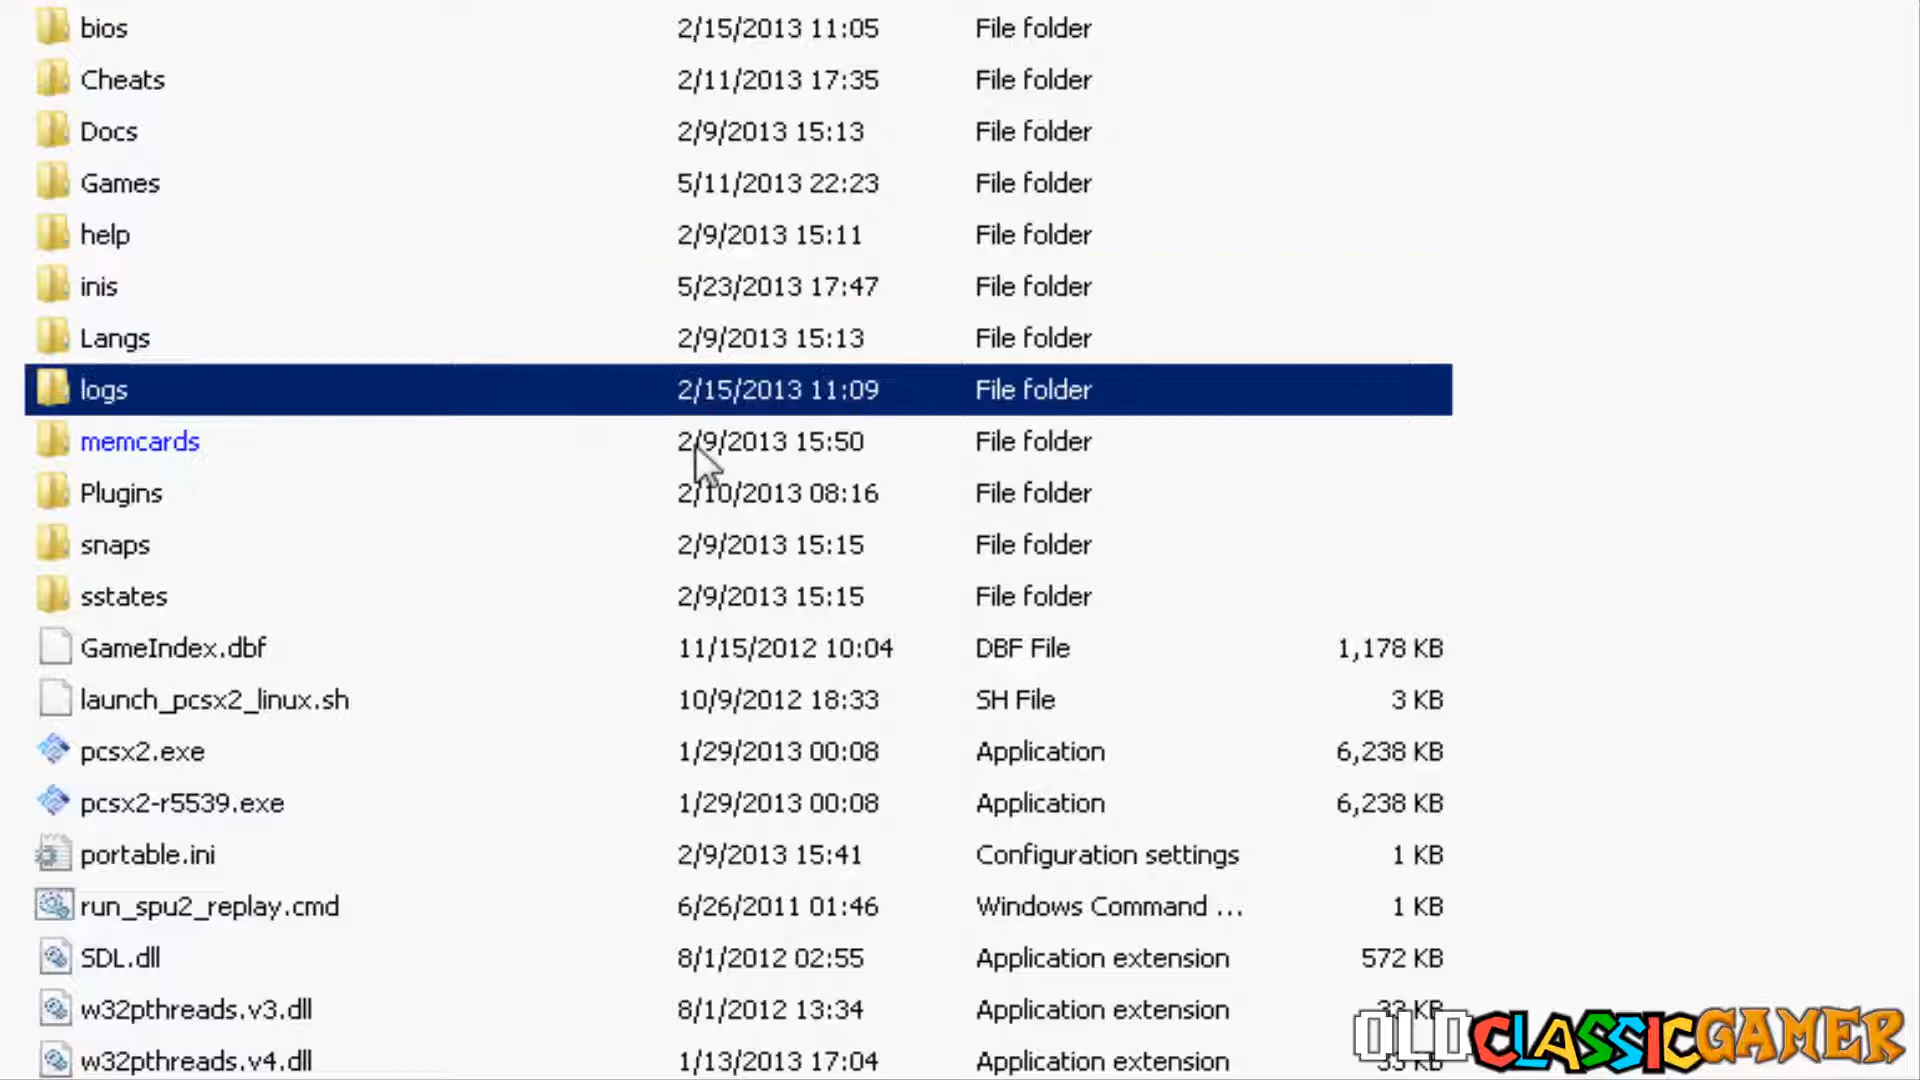 bios 2/15/2013 11:05 File folder
Cheats 2/11/2013 17:35 File folder
Docs 2/9/2013 15:13 File folder
Games 5/11/2013 22:23 File folder
help 2/9/2013 15:11 File folder
inis 5/23/2013 17:47 File folder
Langs 2/9/2013 15:13 File folder
logs 2/15/2013 11:09 File folder
memcards 2/9/2013 15:50 File folder
Plugins 2/10/2013 08:16 File folder
snaps 2/9/2013 15:15 File folder
sstates 2/9/2013 15:15 File folder
GameIndex.dbf 11/15/2012 10:04 DBF File 1,178 KB
launch_pcsx2_linux.sh 10/9/2012 18:33 SH File 3 KB
pcsx2.exe 1/29/2013 00:08 Application 6,238 KB
pcsx2-r5539.exe 1/29/2013 00:08 Application 6,238 KB
portable.ini 2/9/2013 15:41 Configuration settings 1 KB
run_spu2_replay.cmd 6/26/2011 01:46 Windows Command ... 1 KB
SDL.dll 8/1/2012 02:55 Application extension 572 KB
w32pthreads.v3.dll 8/1/2012 13:34 Application extension 33 KB
w32pthreads.v4.dll 1/13/2013 17:04 Application extension 33 KB
OLDCLASSICGAMER